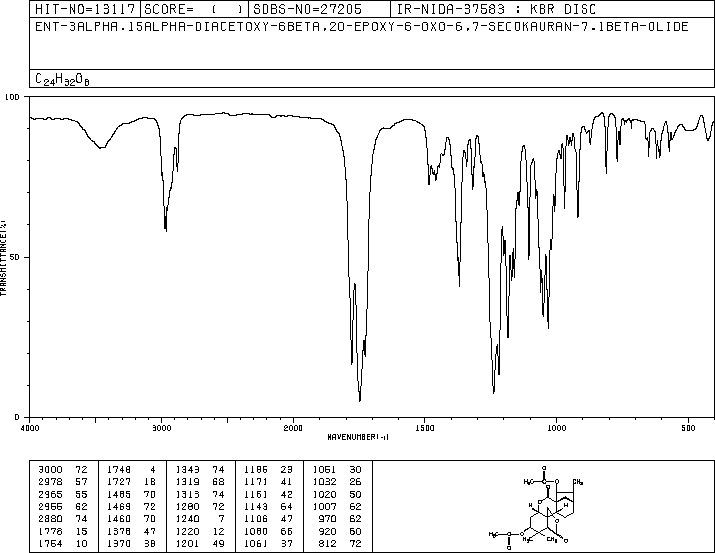 HIT-NO=13117 SCORE= ( ) SDBS-NO=27205 IR-NIDA-37583 : KBR DISC
ENT-3ALPHA.15ALPHA-DIACETOXY-6BETA,20-EPOXY-6-OXO-6,7-SECOKAURAN-7.1BETA-OLIDE
C24H32O8
100
50
0
TRANSMITTANCE(%)
4000 3000 2000 1500 1000 500
WAVENUMBER(-1)
3000 72 1748 4 1343 74 1186 23 1051 30
2978 57 1727 18 1319 68 1171 41 1032 26
2965 55 1485 70 1313 74 1161 42 1020 50
2955 62 1469 72 1280 72 1143 64 1007 62
2880 74 1460 70 1240 7 1106 47 970 62
1778 15 1378 47 1220 12 1080 66 920 60
1764 10 1370 39 1201 49 1061 37 812 72